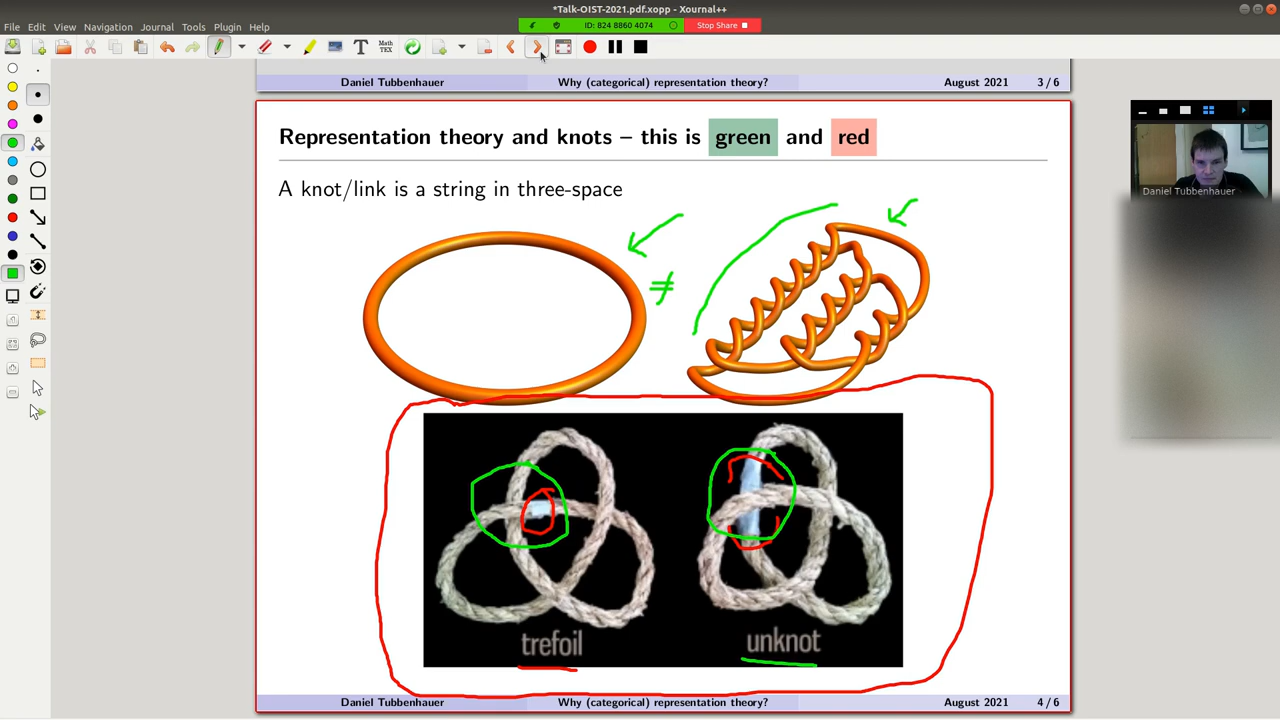 *Talk-OIST-2021.pdf.xopp - Xournal++
File Edit View Navigation Journal Tools Plugin Help
ID: 824 8860 4074
Stop Share
T Math TEX
Daniel Tubbenhauer Why (categorical) representation theory? August 2021 3 / 6
Representation theory and knots – this is green and red
A knot/link is a string in three-space
≠
trefoil
unknot
Daniel Tubbenhauer Why (categorical) representation theory? August 2021 4 / 6
Daniel Tubbenhauer